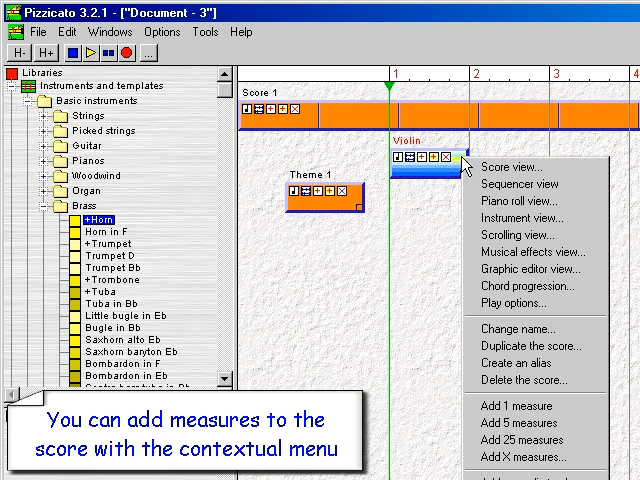 Pizzicato 3.2.1 - ["Document - 3"]
File Edit Windows Options Tools Help
H- H+ ...
Libraries
Instruments and templates
Basic instruments
Strings
Picked strings
Guitar
Pianos
Woodwind
Organ
Brass
+Horn
Horn in F
+Trumpet
Trumpet D
Trumpet Bb
+Trombone
+Tuba
Tuba in Bb
Little bugle in Eb
Bugle in Bb
Saxhorn alto Eb
Saxhorn baryton Eb
Bombardon in F
Bombardon in Eb
1 2 3 4
Score 1
Violin
Theme 1
Score view...
Sequencer view
Piano roll view...
Instrument view...
Scrolling view...
Musical effects view...
Graphic editor view...
Chord progression...
Play options...
Change name...
Duplicate the score...
Create an alias
Delete the score...
Add 1 measure
Add 5 measures
Add 25 measures
Add X measures...
You can add measures to the
score with the contextual menu